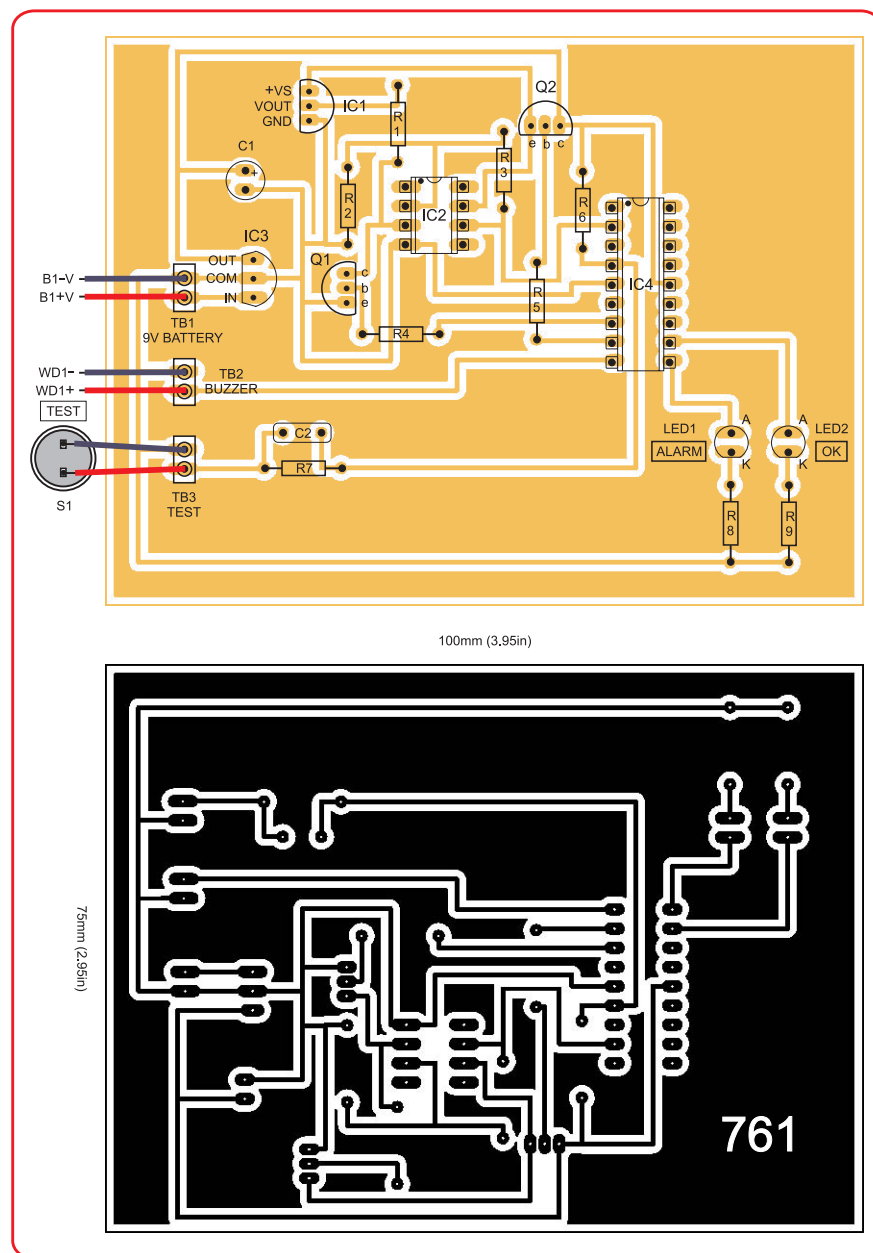 +VS
VOUT
GND
IC1
R1
Q2
e b c
C1
+
R2
R3
IC2
R6
IC3
OUT
COM
IN
Q1
c
b
e
IC4
B1–V
B1+V
R5
TB1
9V BATTERY
R4
WD1–
WD1+
TB2
BUZZER
TEST
C2
R7
LED1
ALARM
A
K
A
K
LED2
OK
S1
TB3
TEST
R8
R9
100mm (3.95in)
75mm (2.95in)
761